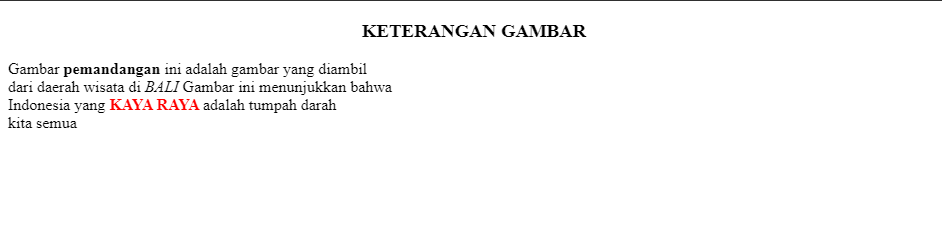 KETERANGAN GAMBAR
Gambar pemandangan ini adalah gambar yang diambil
dari daerah wisata di BALI Gambar ini menunjukkan bahwa
Indonesia yang KAYA RAYA adalah tumpah darah
kita semua